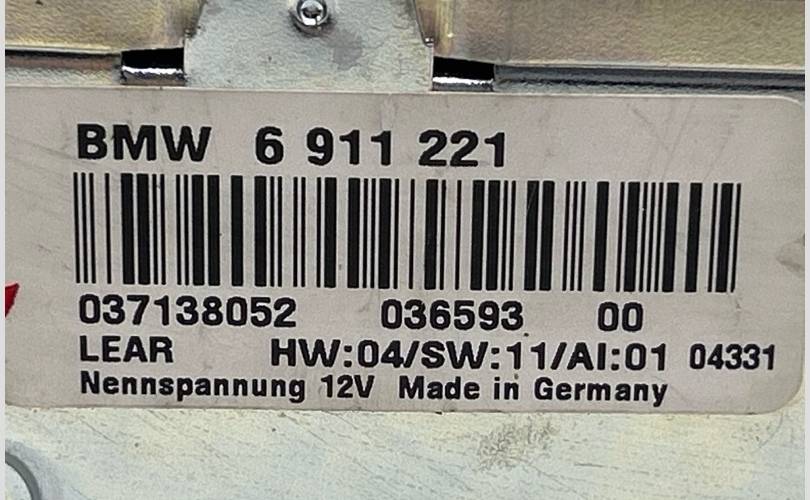 BMW 6 911 221
037138052 036593 00
LEAR HW:04/SW:11/AI:01 04331
Nennspannung 12V Made in Germany